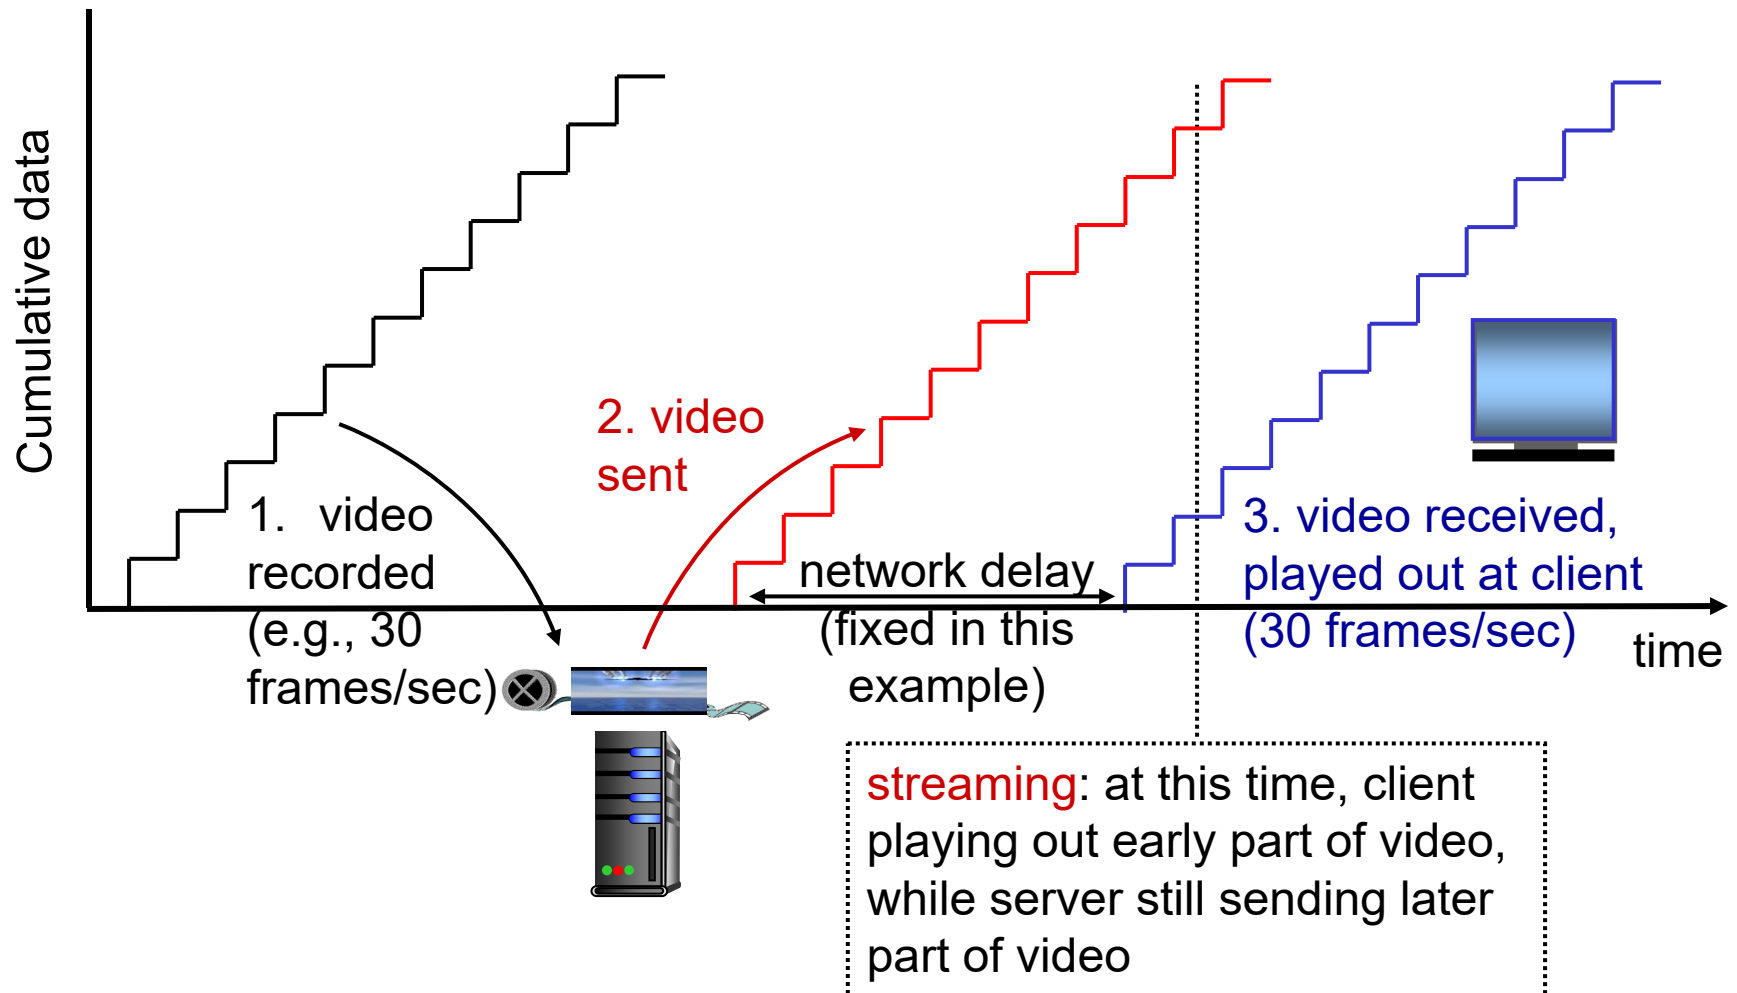 Cumulative data
1. video
recorded
(e.g., 30
frames/sec)
2. video
sent
network delay
(fixed in this
example)
3. video received,
played out at client
(30 frames/sec)
time
streaming: at this time, client
playing out early part of video,
while server still sending later
part of video